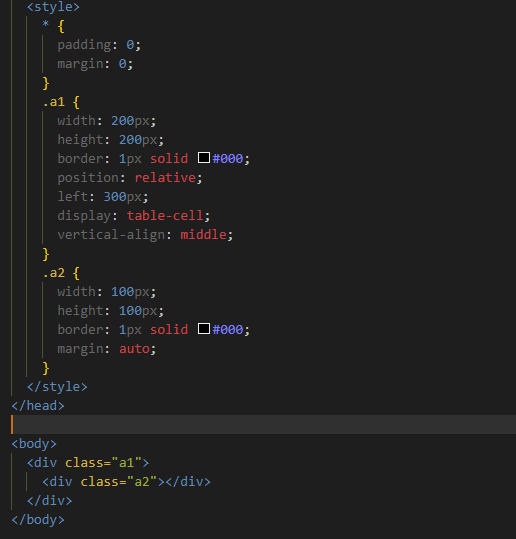 <style>
* {
padding: 0;
margin: 0;
}
.a1 {
width: 200px;
height: 200px;
border: 1px solid #000;
position: relative;
left: 300px;
display: table-cell;
vertical-align: middle;
}
.a2 {
width: 100px;
height: 100px;
border: 1px solid #000;
margin: auto;
}
</style>
</head>
<body>
<div class="a1">
<div class="a2"></div>
</div>
</body>